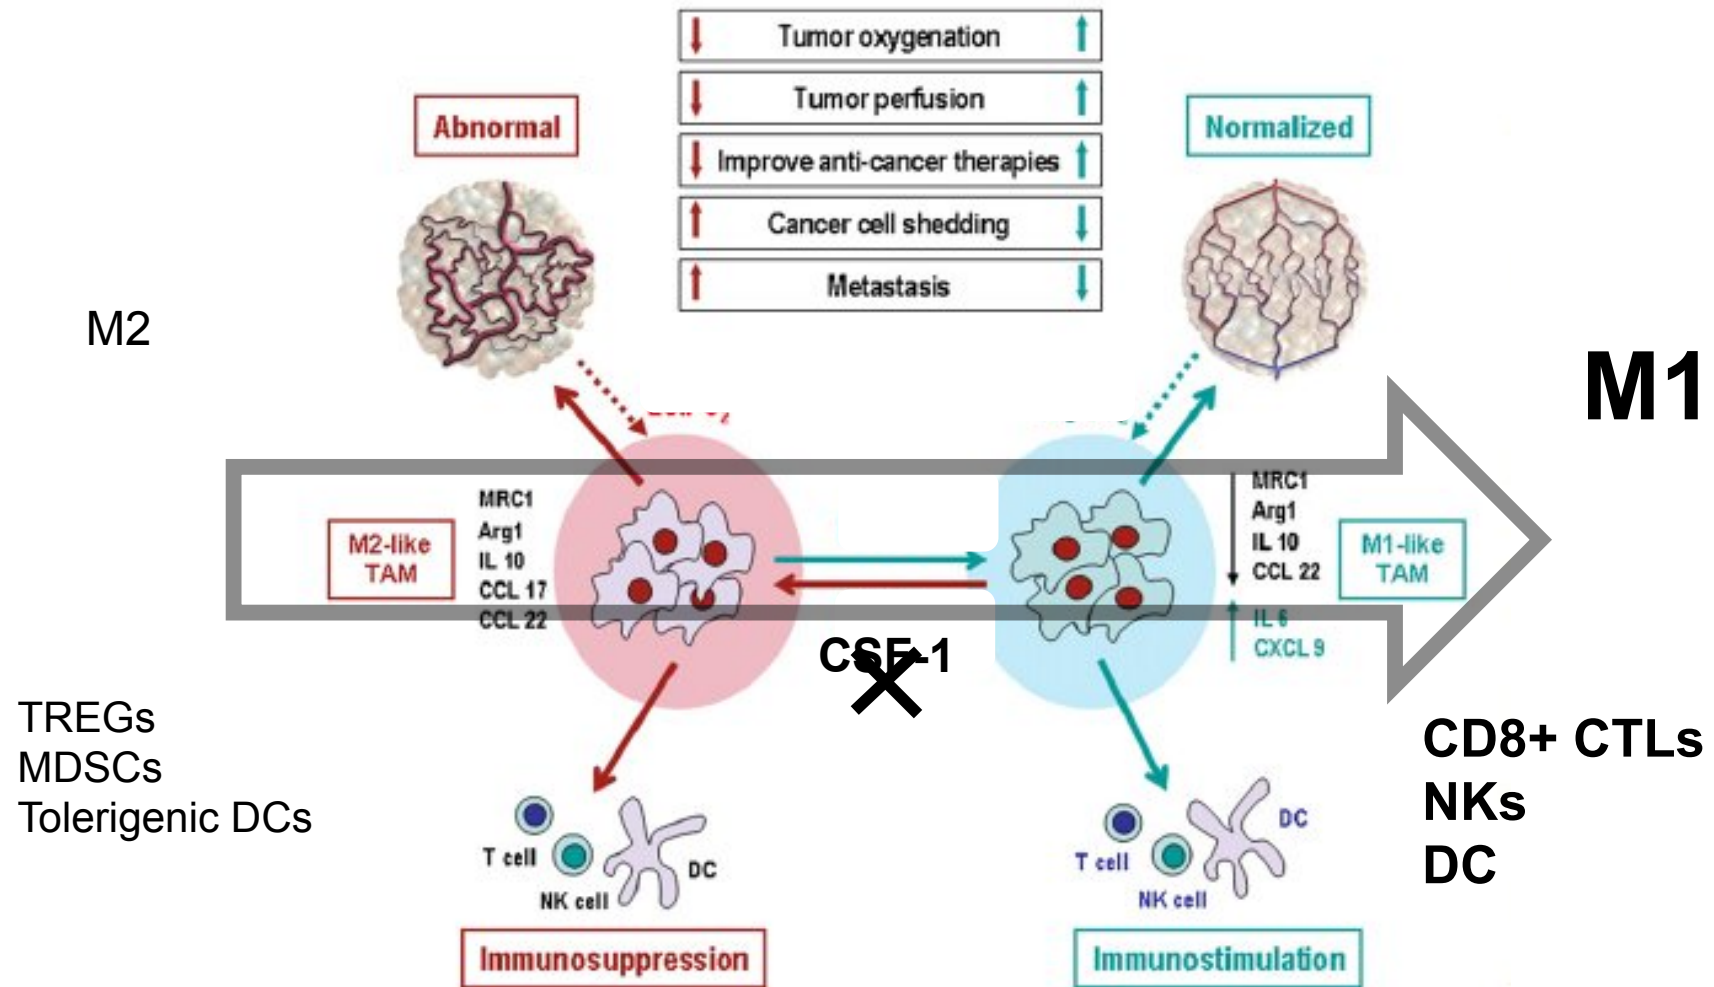 Tumor oxygenation
Tumor perfusion
Improve anti-cancer therapies
Cancer cell shedding
Metastasis
Abnormal
Normalized
M2
M1
M2-like
TAM
MRC1
Arg1
IL 10
CCL 17
CCL 22
MRC1
Arg1
IL 10
CCL 22
IL 6
CXCL 9
M1-like
TAM
CSF-1
TREGs
MDSCs
Tolerigenic DCs
T cell
NK cell
DC
T cell
NK cell
DC
CD8+ CTLs
NKs
DC
Immunosuppression
Immunostimulation